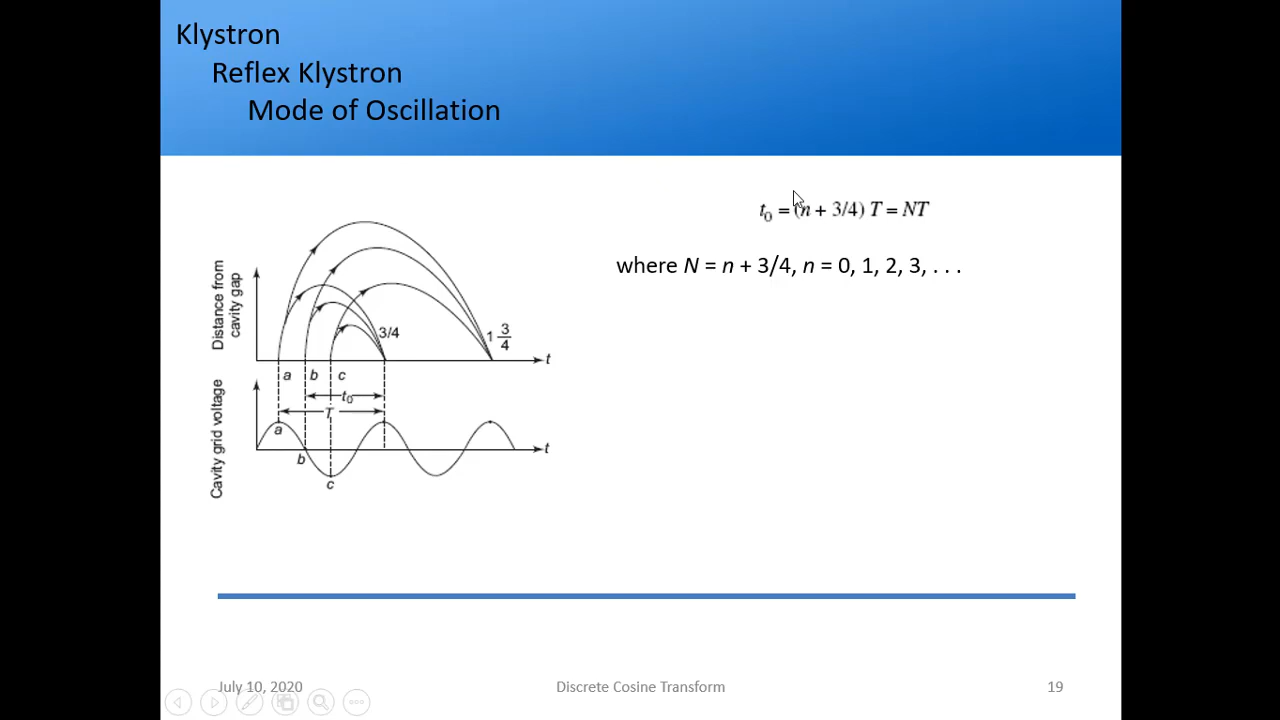 Klystron
Reflex Klystron
Mode of Oscillation
t0 = (n + 3/4) T = NT
where N = n + 3/4, n = 0, 1, 2, 3, . . .
Distance from
cavity gap
3/4
1 3/4
t
a b c
t0
T
Cavity grid voltage
a
b
c
t
July 10, 2020
Discrete Cosine Transform
19